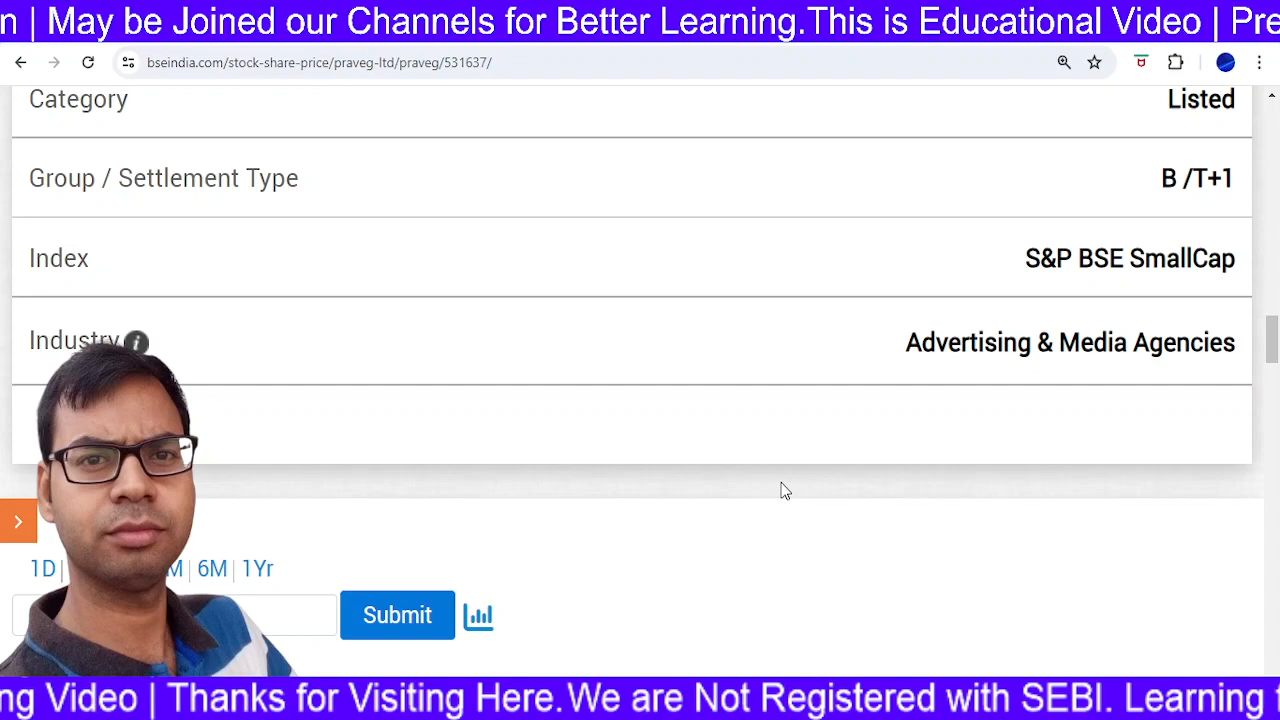 n | May be Joined our Channels for Better Learning.This is Educational Video | Pre
bseindia.com/stock-share-price/praveg-ltd/praveg/531637/
Category Listed
Group / Settlement Type B /T+1
Index S&P BSE SmallCap
Industry Advertising & Media Agencies
1D| M | 6M | 1Yr
Submit
ng Video | Thanks for Visiting Here.We are Not Registered with SEBI. Learning t